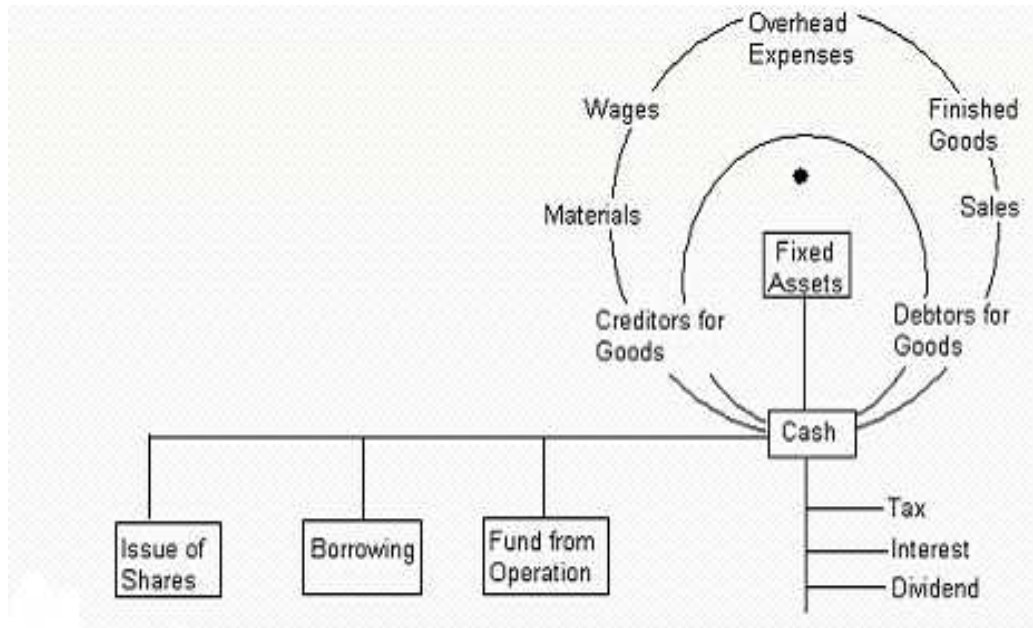 Overhead
Expenses
Wages
Finished
Goods
Materials
Sales
Fixed
Assets
Creditors for
Goods
Debtors for
Goods
Cash
Issue of
Shares
Borrowing
Fund from
Operation
Tax
Interest
Dividend